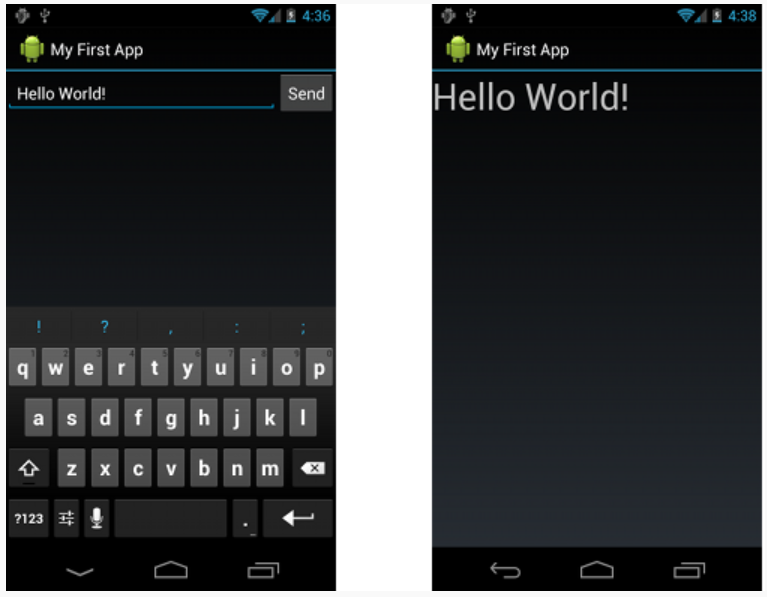 4:36
My First App
Hello World!
Send
! ? , : ;
q w e r t y u i o p
a s d f g h j k l
z x c v b n m
?123 .
4:38
My First App
Hello World!